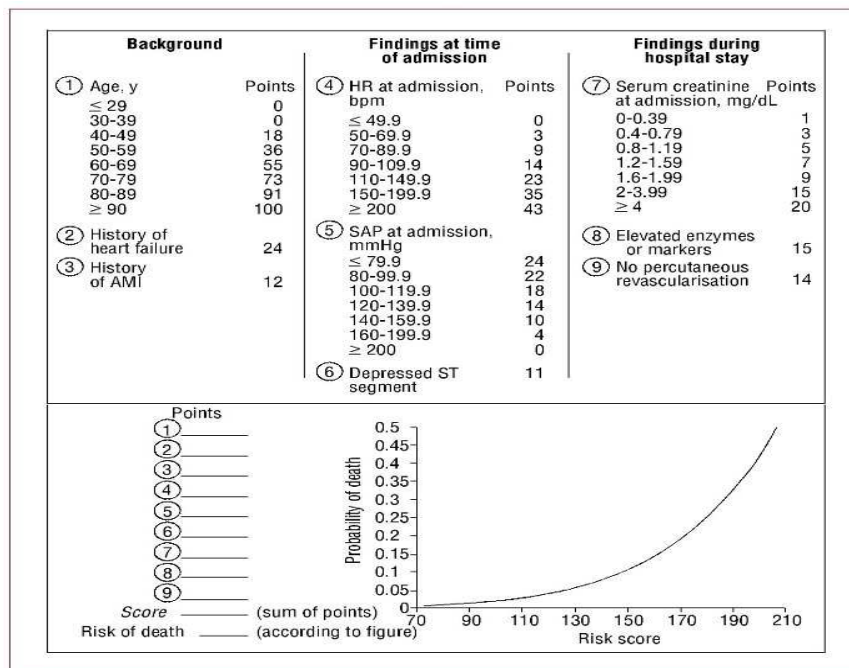 Background
① Age, y Points
≤ 29 0
30-39 0
40-49 18
50-59 36
60-69 55
70-79 73
80-89 91
≥ 90 100
② History of
heart failure 24
③ History
of AMI 12
Findings at time
of admission
④ HR at admission, Points
bpm
≤ 49.9 0
50-69.9 3
70-89.9 9
90-109.9 14
110-149.9 23
150-199.9 35
≥ 200 43
⑤ SAP at admission,
mmHg
≤ 79.9 24
80-99.9 22
100-119.9 18
120-139.9 14
140-159.9 10
160-199.9 4
≥ 200 0
⑥ Depressed ST 11
segment
Findings during
hospital stay
⑦ Serum creatinine Points
at admission, mg/dL
0-0.39 1
0.4-0.79 3
0.8-1.19 5
1.2-1.59 7
1.6-1.99 9
2-3.99 15
≥ 4 20
⑧ Elevated enzymes
or markers 15
⑨ No percutaneous
revascularisation 14
Points
①
②
③
④
⑤
⑥
⑦
⑧
⑨
Score (sum of points)
Risk of death (according to figure)
Probability of death
0.5
0.45
0.4
0.35
0.3
0.25
0.2
0.15
0.1
0.05
0
70 90 110 130 150 170 190 210
Risk score